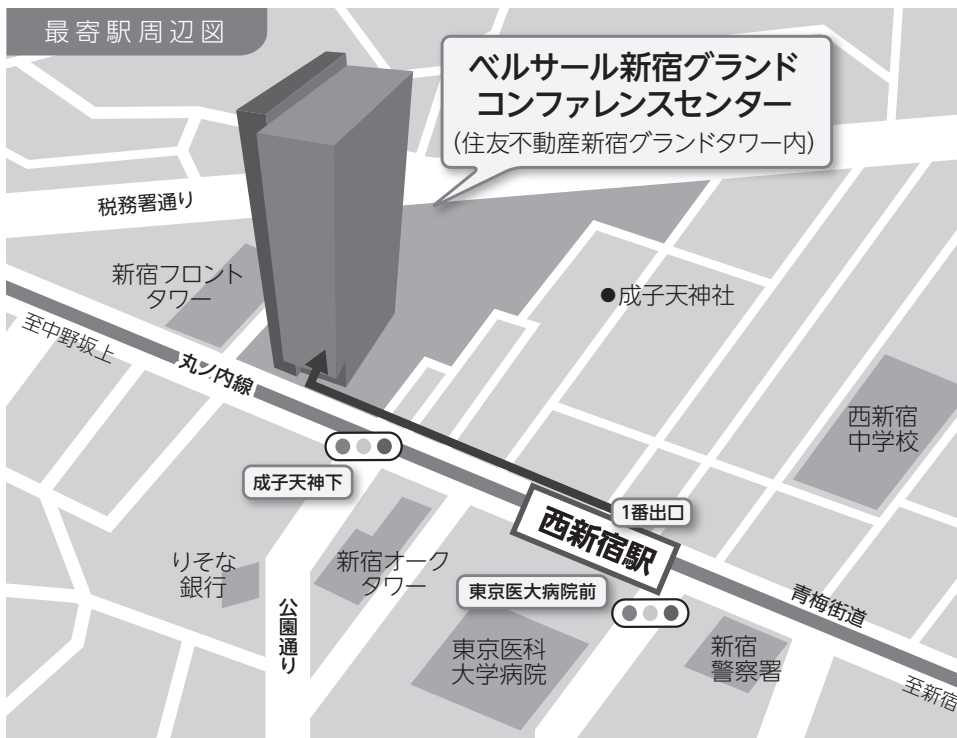 最寄駅周辺図
ベルサール新宿グランド
コンファレンスセンター
(住友不動産新宿グランドタワー内)
税務署通り
新宿フロント
タワー
●成子天神社
至中野坂上
丸ノ内線
西新宿
中学校
成子天神下
1番出口
西新宿駅
りそな
銀行
新宿オーク
タワー
東京医大病院前
青梅街道
公園通り
東京医科
大学病院
新宿
警察署
至新宿